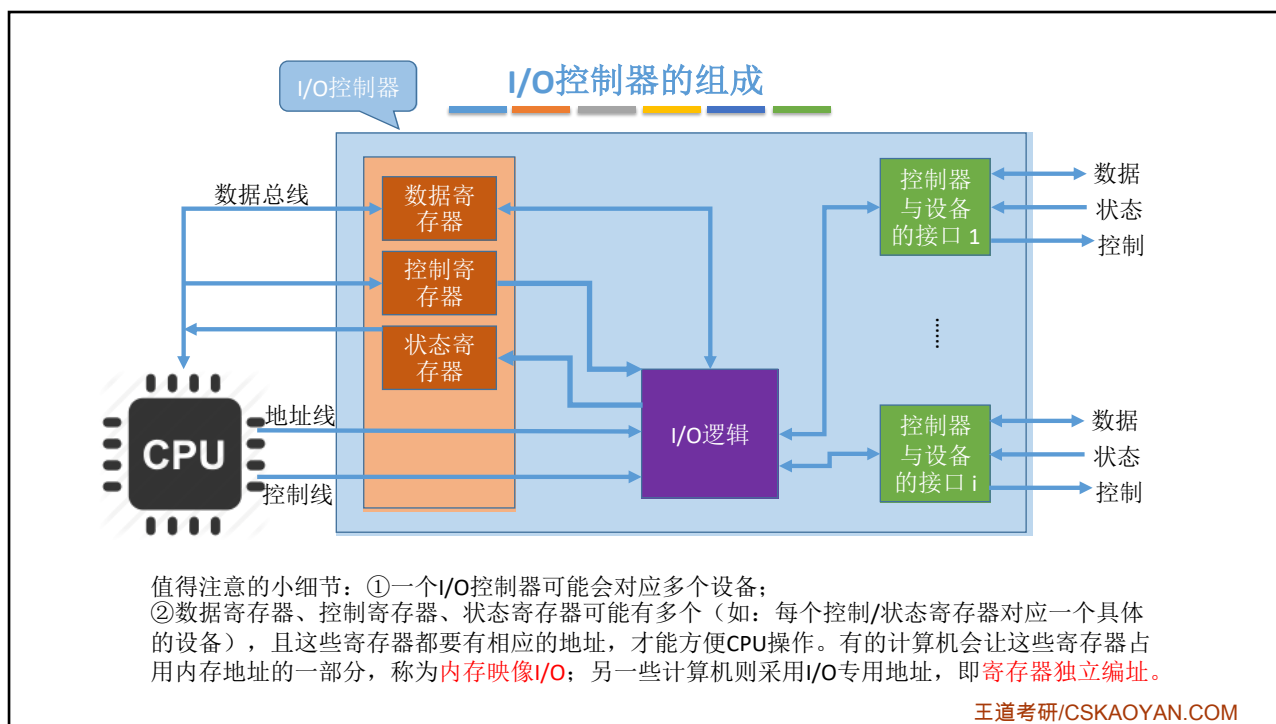 I/O控制器的组成
I/O控制器
数据总线
数据寄
存器
控制寄
存器
状态寄
存器
CPU
地址线
控制线
I/O逻辑
控制器
与设备
的接口 1
数据
状态
控制
……
控制器
与设备
的接口 i
数据
状态
控制
值得注意的小细节：①一个I/O控制器可能会对应多个设备；
②数据寄存器、控制寄存器、状态寄存器可能有多个（如：每个控制/状态寄存器对应一个具体
的设备），且这些寄存器都要有相应的地址，才能方便CPU操作。有的计算机会让这些寄存器占
用内存地址的一部分，称为内存映像I/O；另一些计算机则采用I/O专用地址，即寄存器独立编址。
王道考研/CSKAOYAN.COM